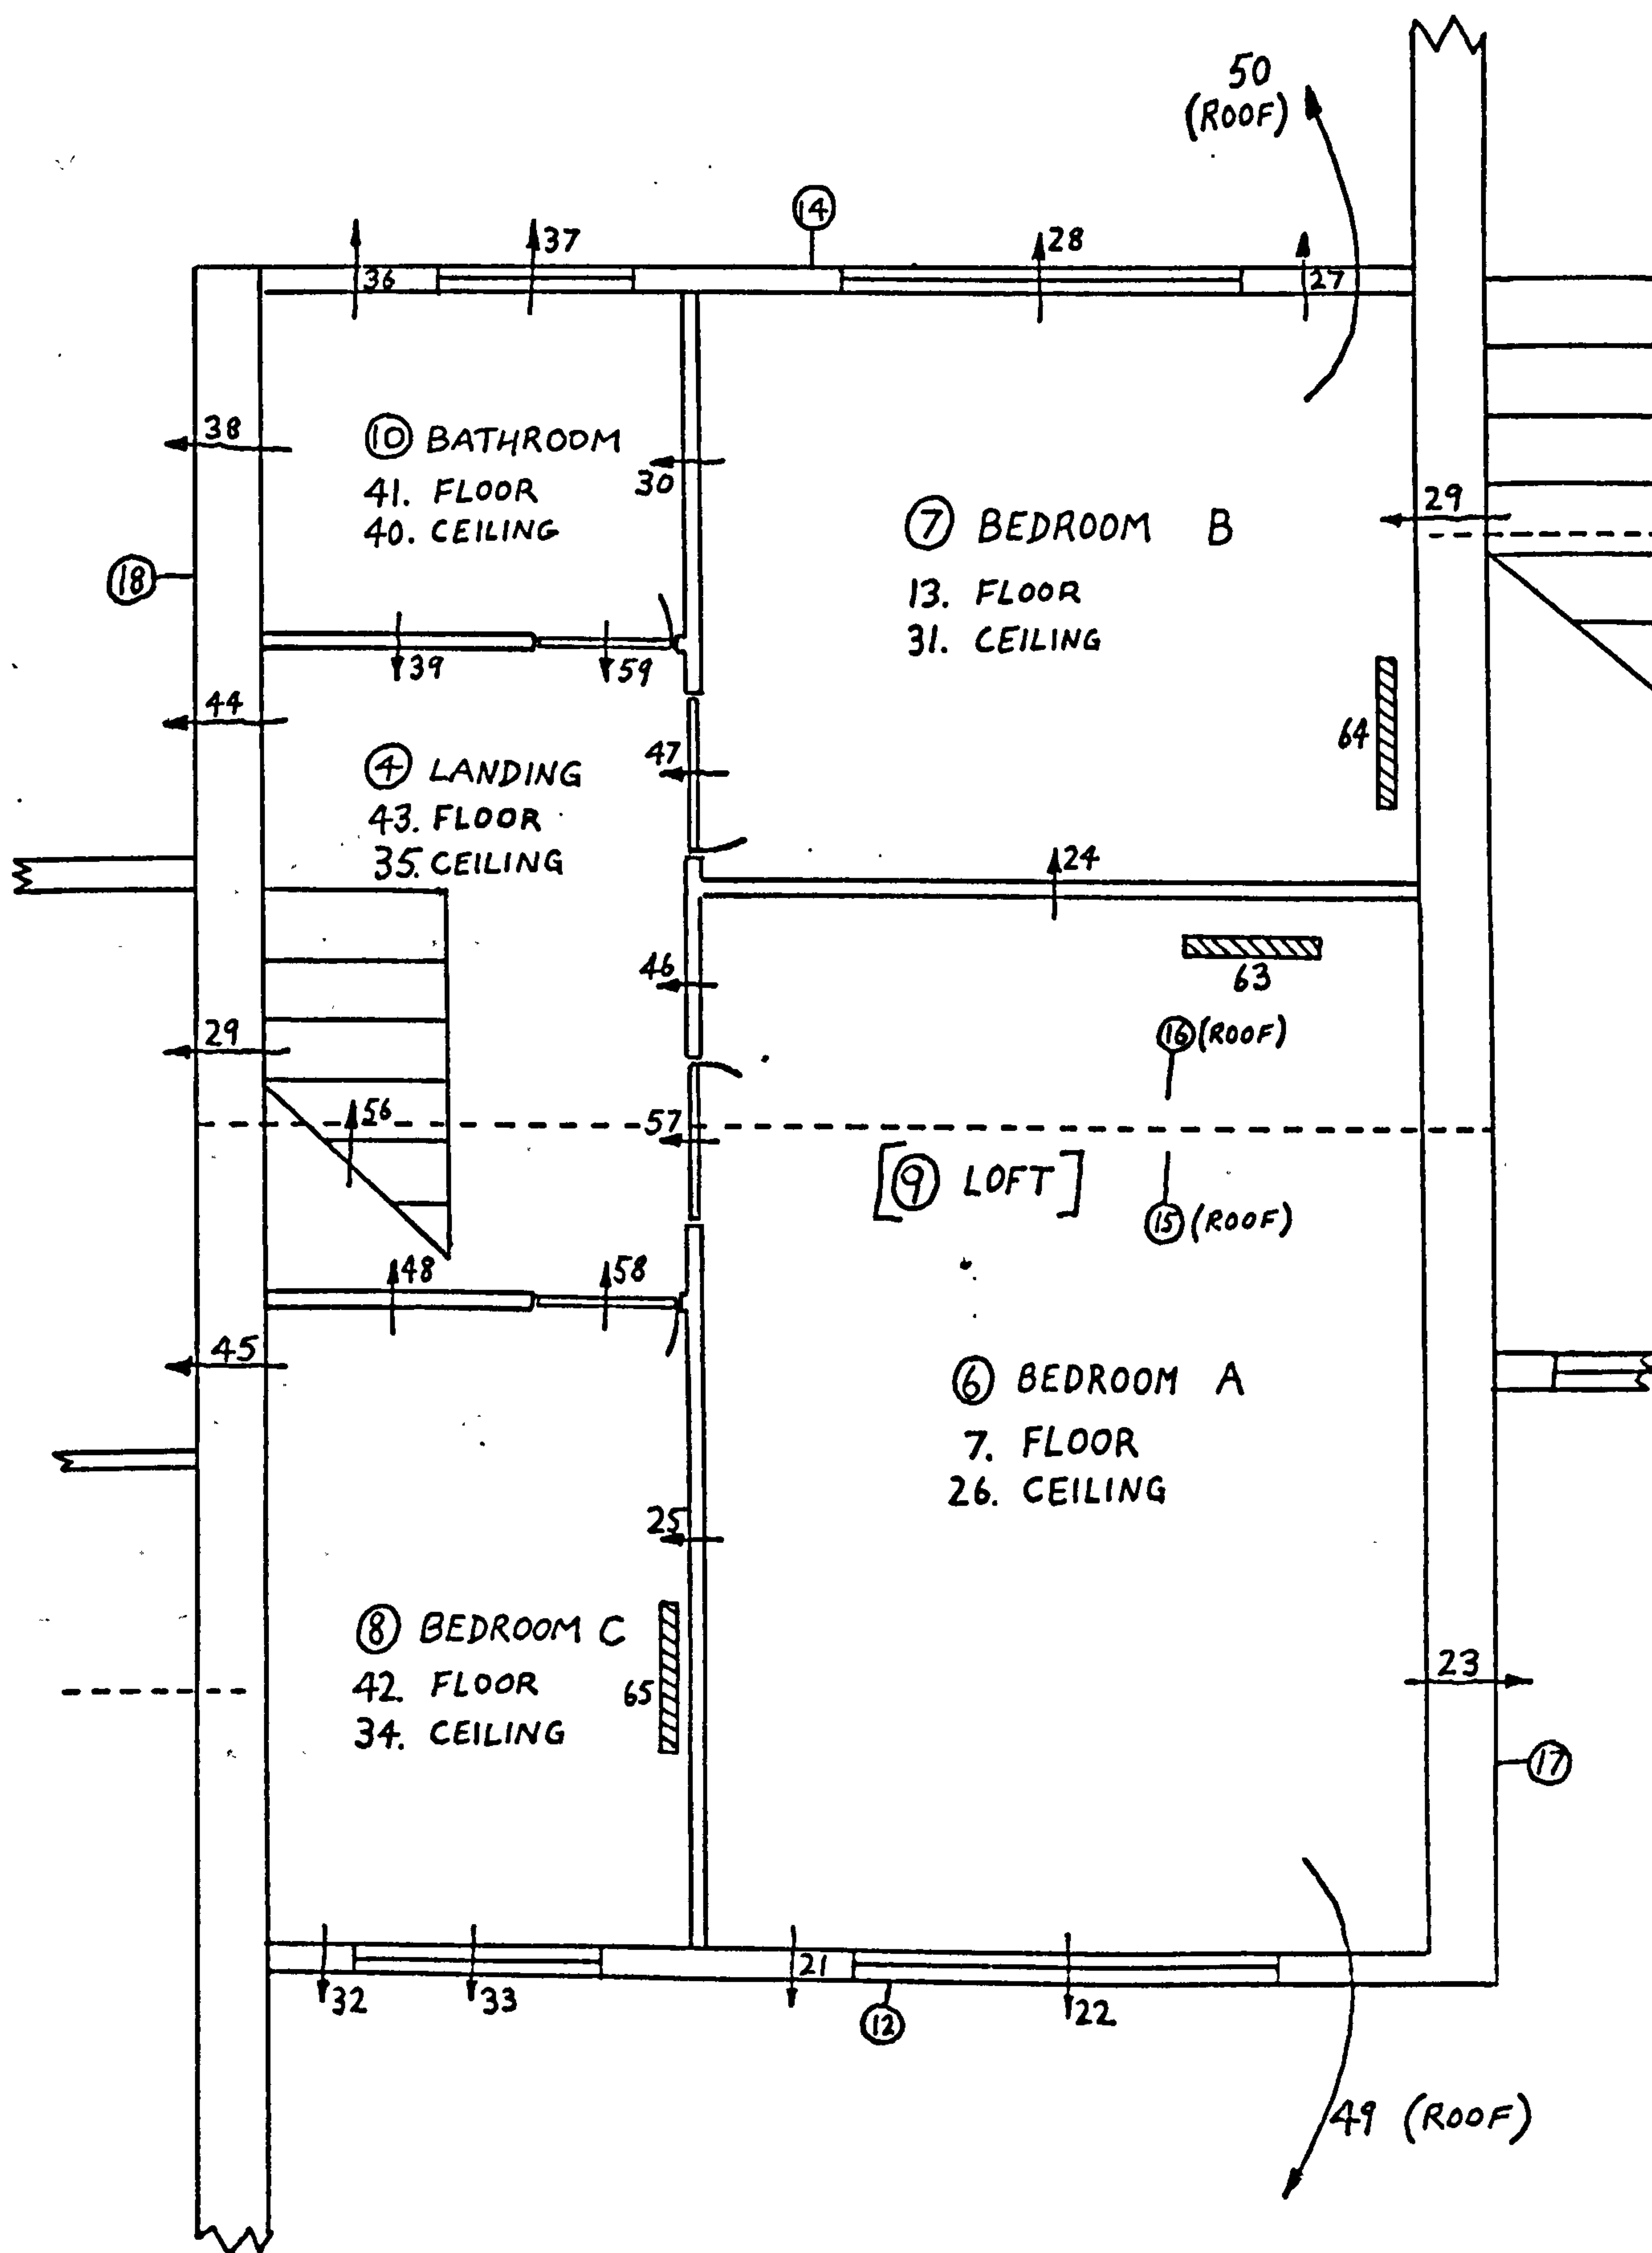 50
(ROOF)
14
37
28
36
27
38
10 BATHROOM
41. FLOOR
40. CEILING
30
29
7 BEDROOM B
13. FLOOR
31. CEILING
18
39
59
44
47
64
4 LANDING
43. FLOOR
35. CEILING
24
46
63
29
16 (ROOF)
56
57
[9 LOFT]
15 (ROOF)
48
58
45
6 BEDROOM A
7. FLOOR
26. CEILING
25
8 BEDROOM C
42. FLOOR
34. CEILING
65
23
17
32
33
21
12
22
49 (ROOF)